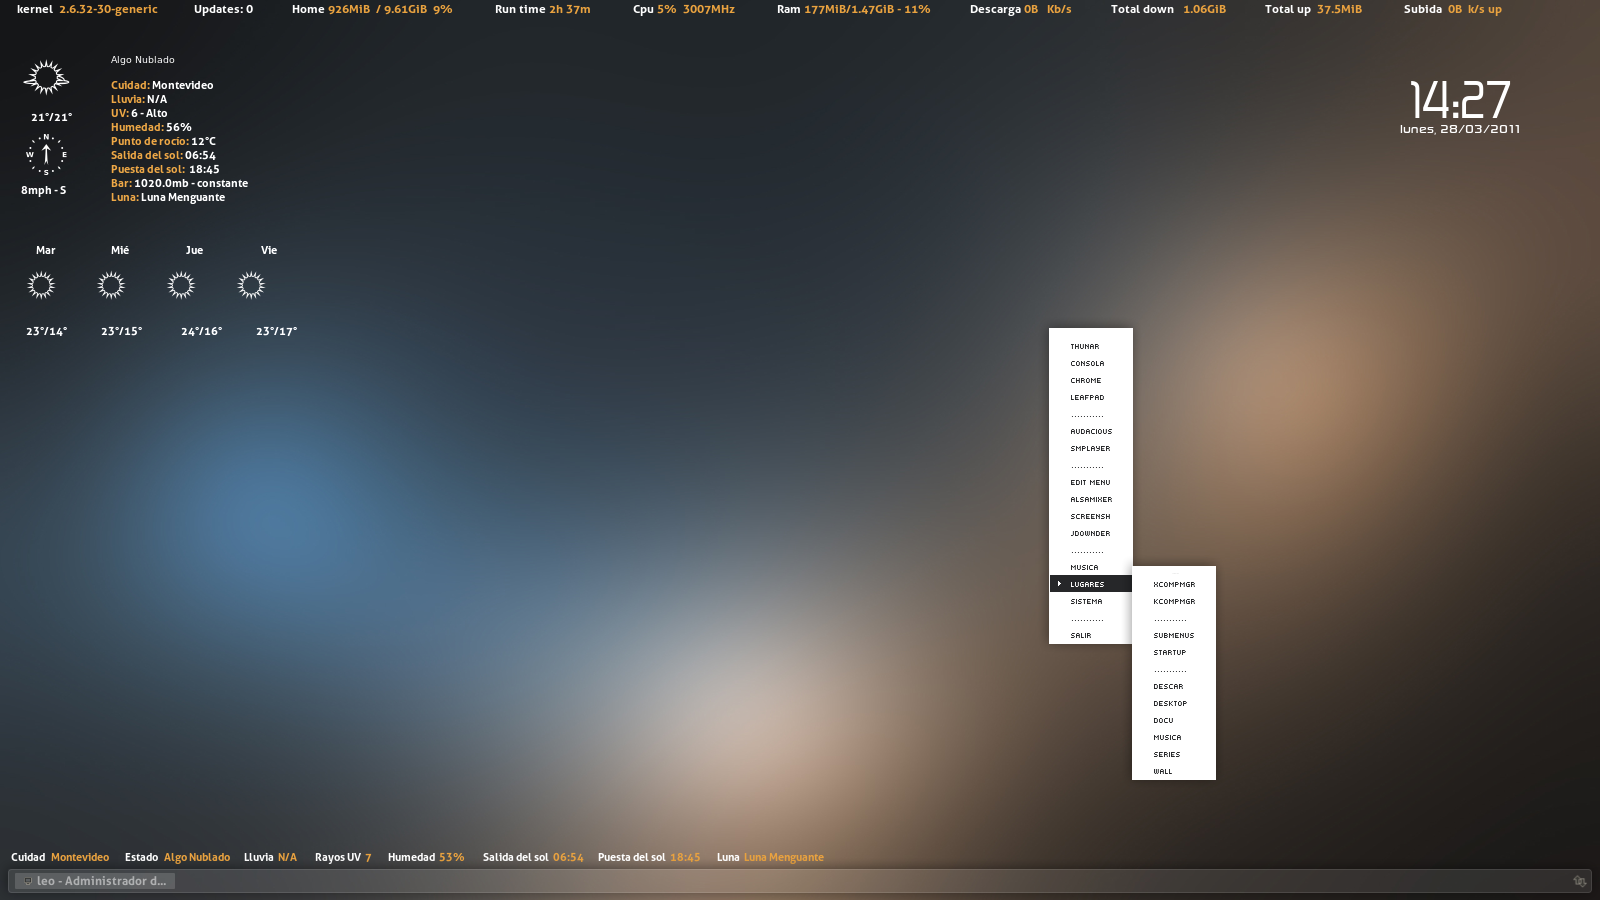 kernel 2.6.32-30-generic Updates: 0 Home 926MiB / 9.61GiB 9% Run time 2h 37m Cpu 5% 3007MHz Ram 177MiB/1.47GiB - 11% Descarga 0B Kb/s Total down 1.06GiB Total up 37.5MiB Subida 0B k/s up
Algo Nublado
Cuidad: Montevideo
Lluvia: N/A
UV: 6 - Alto
Humedad: 56%
Punto de rocío: 12°C
Salida del sol: 06:54
Puesta del sol: 18:45
Bar: 1020.0mb - constante
Luna: Luna Menguante
21°/21°
N
W E
S
8mph - S
Mar Mié Jue Vie
23°/14° 23°/15° 24°/16° 23°/17°
14:27
lunes, 28/03/2011
THUNAR
CONSOLA
CHROME
LEAFPAD
...........
AUDACIOUS
SMPLAYER
...........
EDIT MENU
ALSAMIXER
SCREENSH
JDOWNDER
...........
MUSICA
LUGARES
SISTEMA
...........
SALIR
XCOMPMGR
KCOMPMGR
...........
SUBMENUS
STARTUP
...........
DESCAR
DESKTOP
DOCU
MUSICA
SERIES
WALL
Cuidad Montevideo Estado Algo Nublado Lluvia N/A Rayos UV 7 Humedad 53% Salida del sol 06:54 Puesta del sol 18:45 Luna Luna Menguante
leo - Administrador d...